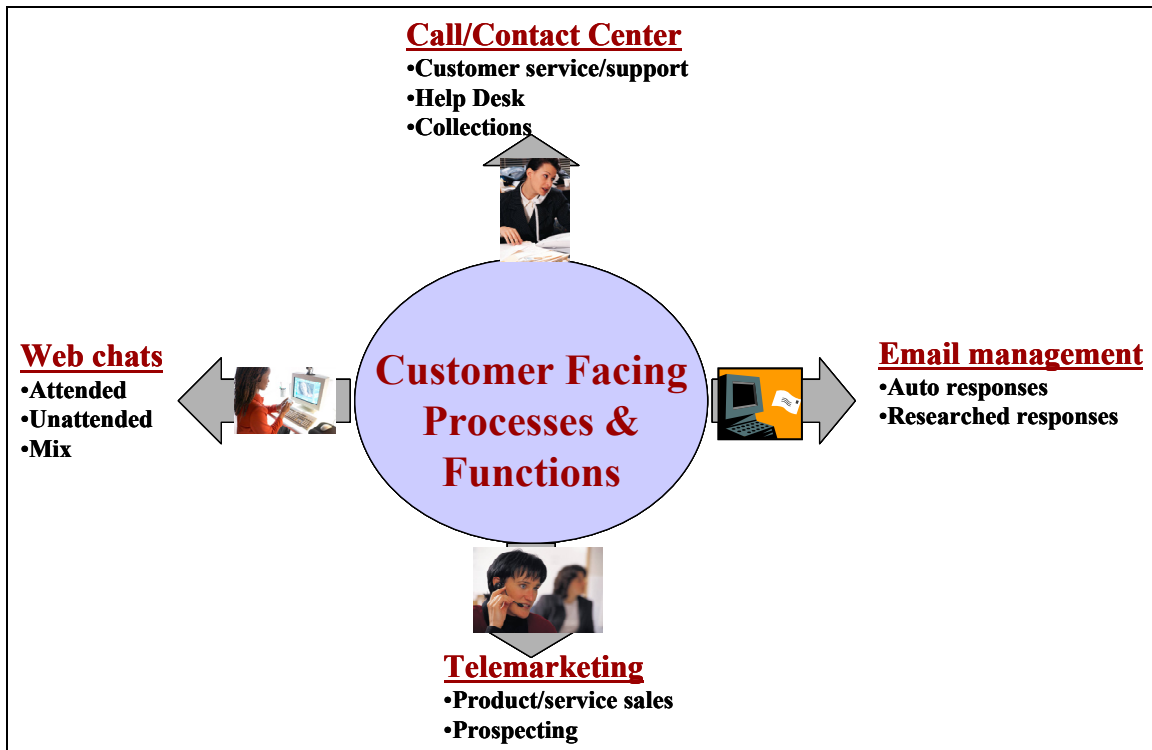 Call/Contact Center
•Customer service/support
•Help Desk
•Collections
Web chats
•Attended
•Unattended
•Mix
Customer Facing
Processes &
Functions
Email management
•Auto responses
•Researched responses
Telemarketing
•Product/service sales
•Prospecting